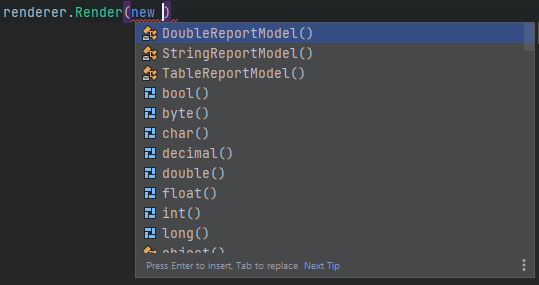 renderer.Render(new )
DoubleReportModel()
StringReportModel()
TableReportModel()
bool()
byte()
char()
decimal()
double()
float()
int()
long()
object()
Press Enter to insert, Tab to replace Next Tip